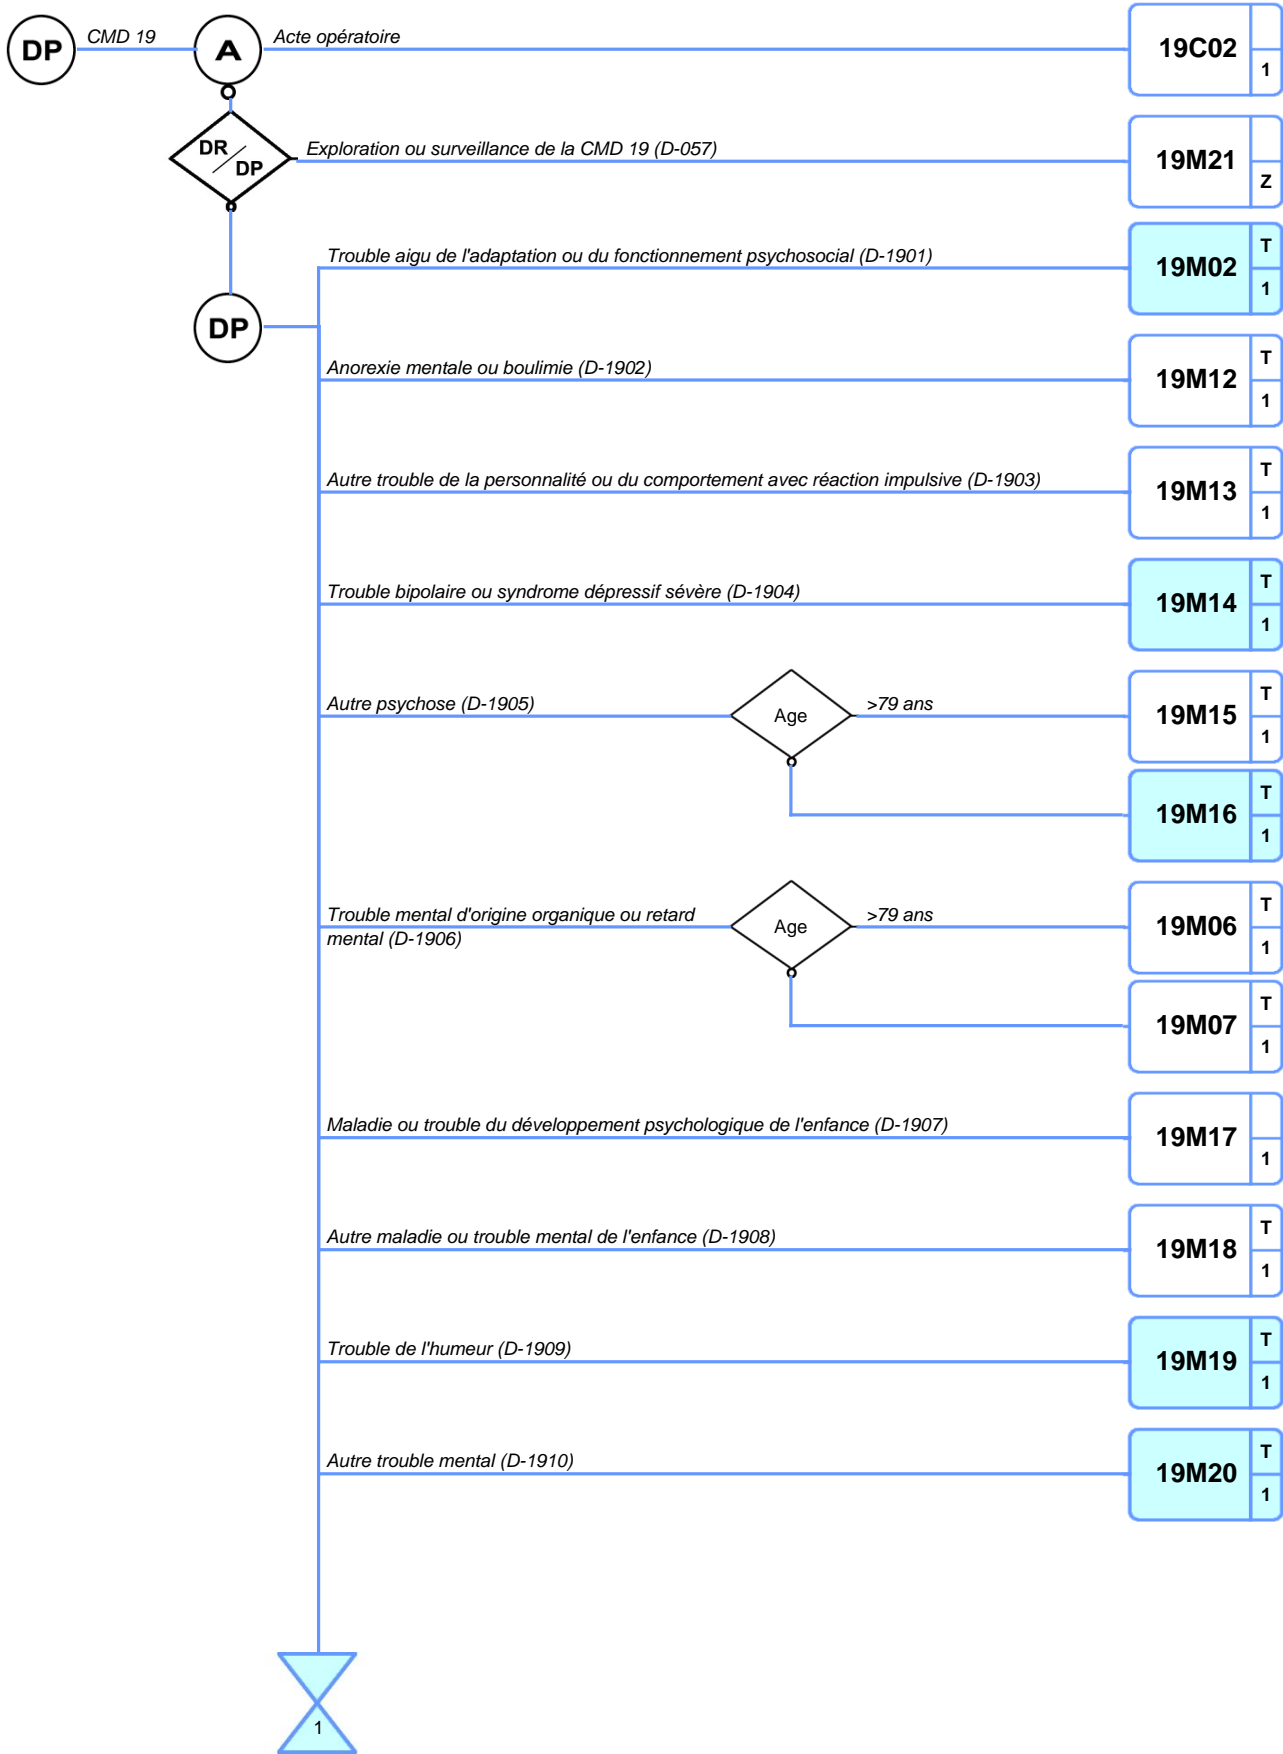 DP
CMD 19
A
Acte opératoire
19C02
1
DR
DP
Exploration ou surveillance de la CMD 19 (D-057)
19M21
Z
DP
Trouble aigu de l'adaptation ou du fonctionnement psychosocial (D-1901)
19M02
T
1
Anorexie mentale ou boulimie (D-1902)
19M12
T
1
Autre trouble de la personnalité ou du comportement avec réaction impulsive (D-1903)
19M13
T
1
Trouble bipolaire ou syndrome dépressif sévère (D-1904)
19M14
T
1
Autre psychose (D-1905)
Age
>79 ans
19M15
T
1
19M16
T
1
Trouble mental d'origine organique ou retard
mental (D-1906)
Age
>79 ans
19M06
T
1
19M07
T
1
Maladie ou trouble du développement psychologique de l'enfance (D-1907)
19M17
1
Autre maladie ou trouble mental de l'enfance (D-1908)
19M18
T
1
Trouble de l'humeur (D-1909)
19M19
T
1
Autre trouble mental (D-1910)
19M20
T
1
1